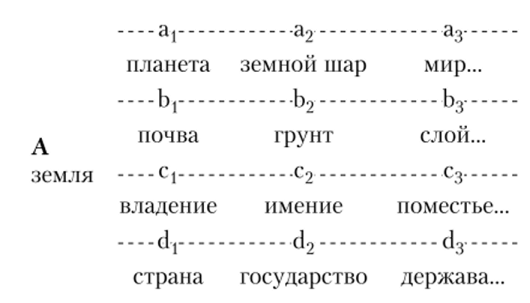 ----a₁-----------------a₂-------------------a₃------
планета земной шар мир...
----b₁-----------------b₂-------------------b₃------
почва грунт слой...
А
земля ----c₁-----------------c₂-------------------c₃------
владение имение поместье...
----d₁-----------------d₂-------------------d₃------
страна государство держава...